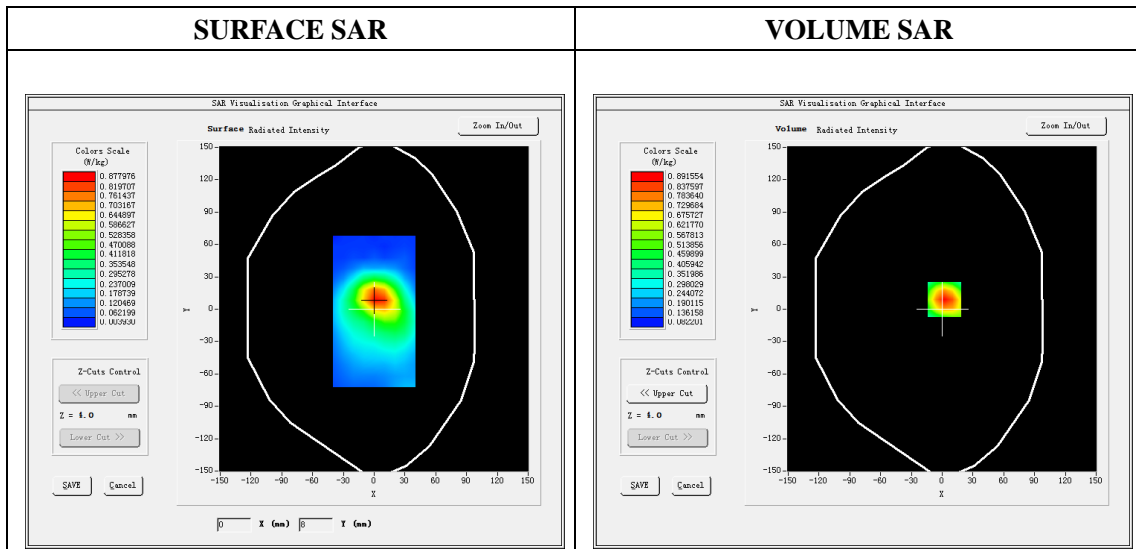 SURFACE SAR
VOLUME SAR
SAR Visualisation Graphical Interface
Surface Radiated Intensity
Zoom In/Out
Colors Scale
(W/kg)
0.877976
0.819707
0.761437
0.703167
0.644897
0.586627
0.528358
0.470088
0.411818
0.353548
0.295278
0.237009
0.178739
0.120469
0.062199
0.003930
150
120
90
60
30
0
-30
-60
-90
-120
-150
Y
-150 -120 -90 -60 -30 0 30 60 90 120 150
X
Z-Cuts Control
<< Upper Cut
Z = 4.0 mm
Lower Cut >>
SAVE Cancel
0 X (mm) 8 Y (mm)
SAR Visualisation Graphical Interface
Volume Radiated Intensity
Zoom In/Out
Colors Scale
(W/kg)
0.891554
0.837597
0.783640
0.729684
0.675727
0.621770
0.567813
0.513856
0.459899
0.405942
0.351986
0.298029
0.244072
0.190115
0.136158
0.082201
150
120
90
60
30
0
-30
-60
-90
-120
-150
Y
-150 -120 -90 -60 -30 0 30 60 90 120 150
X
Z-Cuts Control
<< Upper Cut
Z = 4.0 mm
Lower Cut >>
SAVE Cancel